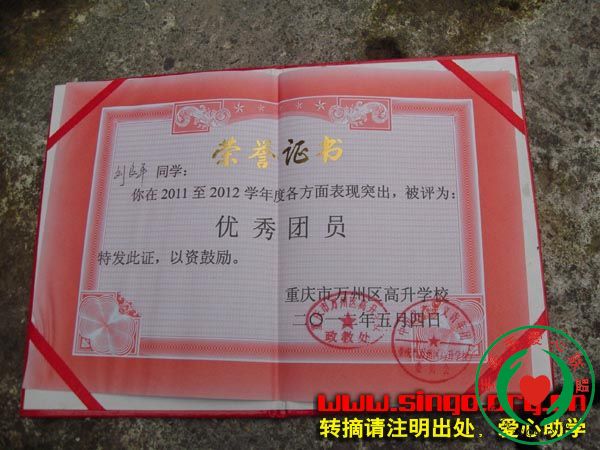 荣誉证书
同学：
你在2011至2012学年度各方面表现突出，被评为：
优秀团员
特发此证，以资鼓励。
重庆市万州区高升学校
二〇一二年五月四日
政教处
www.singo.org.cn
转摘请注明出处，爱心助学